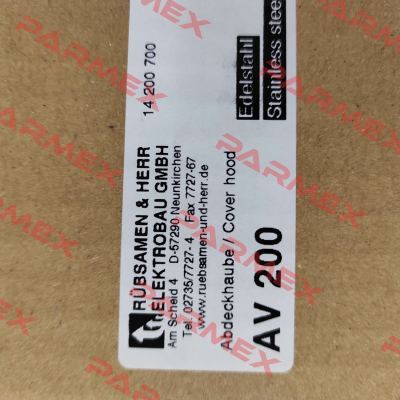 RÜBSAMEN & HERR
ELEKTROBAU GMBH
Am Scheid 4 D-57290 Neunkirchen
Tel. 02735/7727-4 Fax 7727-67
www.ruebsamen-und-herr.de
14 200 700
Abdeckhaube / Cover hood
AV 200
Edelstahl
Stainless stee
PARMEX
PARMEX
PARMEX
PARMEX
PARMEX
PARMEX